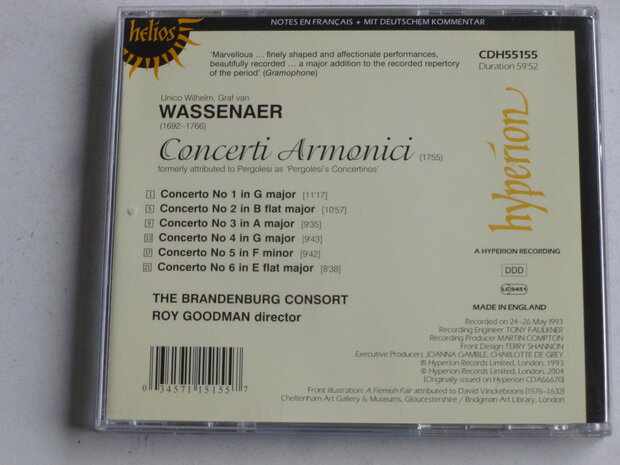 NOTES EN FRANÇAIS + MIT DEUTSCHEM KOMMENTAR
helios
'Marvellous … finely shaped and affectionate performances,
beautifully recorded … a major addition to the recorded repertory
of the period' (Gramophone)
CDH55155
Duration 59'52
Unico Wilhelm, Graf van
WASSENAER
(1692–1766)
Concerti Armonici (1755)
formerly attributed to Pergolesi as 'Pergolesi's Concertinos'
1 Concerto No 1 in G major [11'17]
5 Concerto No 2 in B flat major [10'57]
9 Concerto No 3 in A major [9'35]
13 Concerto No 4 in G major [9'43]
17 Concerto No 5 in F minor [9'42]
21 Concerto No 6 in E flat major [8'38]
hyperion
A HYPERION RECORDING
DDD
LC 9451
MADE IN ENGLAND
THE BRANDENBURG CONSORT
ROY GOODMAN director
Recorded on 24–26 May 1993
Recording Engineer TONY FAULKNER
Recording Producer MARTIN COMPTON
Front Design TERRY SHANNON
Executive Producers JOANNA GAMBLE, CHARLOTTE DE GREY
℗ Hyperion Records Limited, London, 1993
© Hyperion Records Limited, London, 2004
(Originally issued on Hyperion CDA66670)
0 34571 15155 7
Front illustration: A Flemish Fair attributed to David Vinckeboons (1576–1632)
Cheltenham Art Gallery & Museums, Gloucestershire / Bridgman Art Library, London